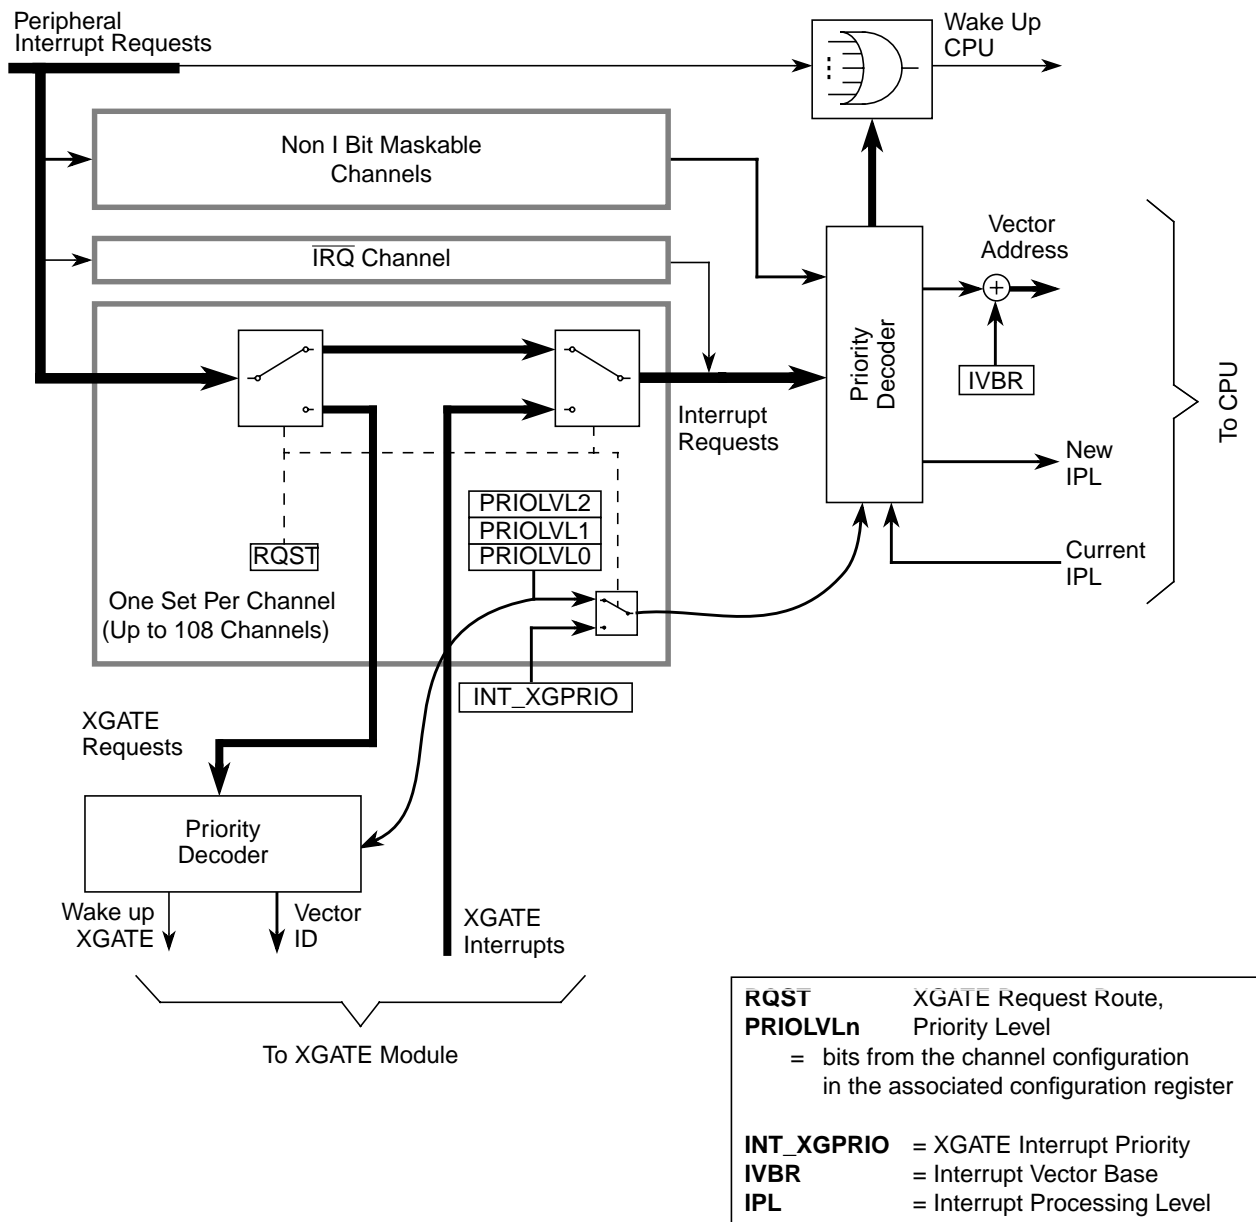 Peripheral
Interrupt Requests
Wake Up
CPU
Non I Bit Maskable
Channels
IRQ Channel
Vector
Address
Priority
Decoder
IVBR
To CPU
Interrupt
Requests
New
IPL
PRIOLVL2
PRIOLVL1
PRIOLVL0
RQST
Current
IPL
One Set Per Channel
(Up to 108 Channels)
INT_XGPRIO
XGATE
Requests
Priority
Decoder
Wake up
XGATE
Vector
ID
XGATE
Interrupts
To XGATE Module
RQST XGATE Request Route,
PRIOLVLn Priority Level
= bits from the channel configuration
in the associated configuration register
INT_XGPRIO = XGATE Interrupt Priority
IVBR = Interrupt Vector Base
IPL = Interrupt Processing Level